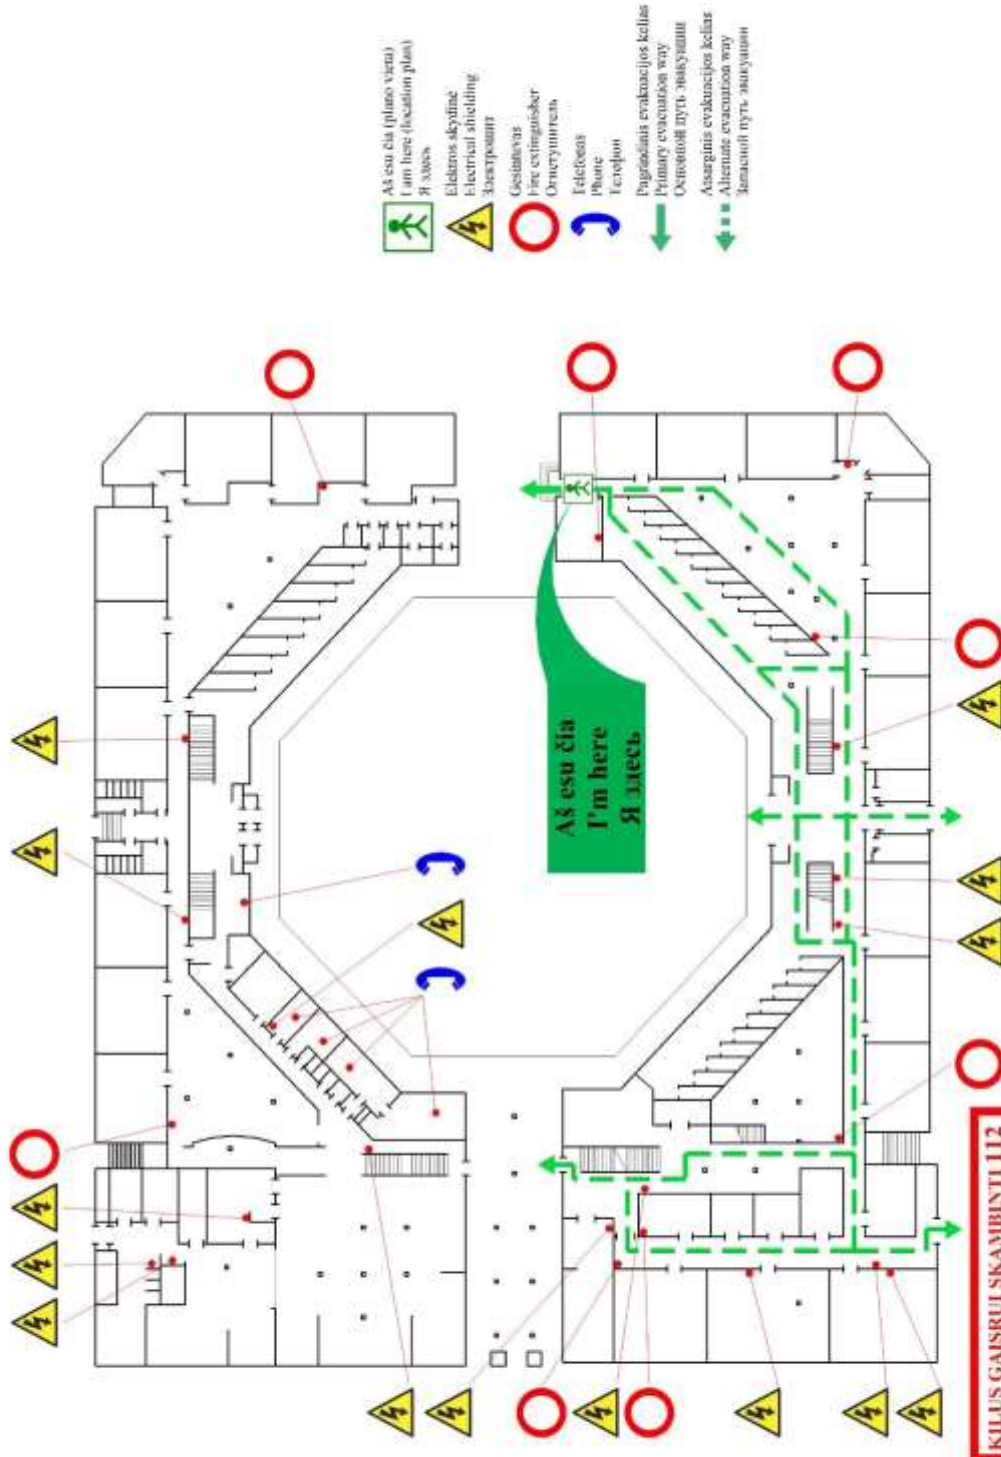 Aš esu čia (plano vieta)
I am here (location plan)
Я здесь
Elektros skydinė
Electrical shielding
Электрощит
Gesintuvas
Fire extinguisher
Огнетушитель
Telefonas
Phone
Телефон
Pagrindinis evakuacijos kelias
Primary evacuation way
Основной путь эвакуации
Atsarginis evakuacijos kelias
Alternate evacuation way
Запасной путь эвакуации
Aš esu čia
I'm here
Я здесь
KILUS GAISRUI SKAMBINTI 112